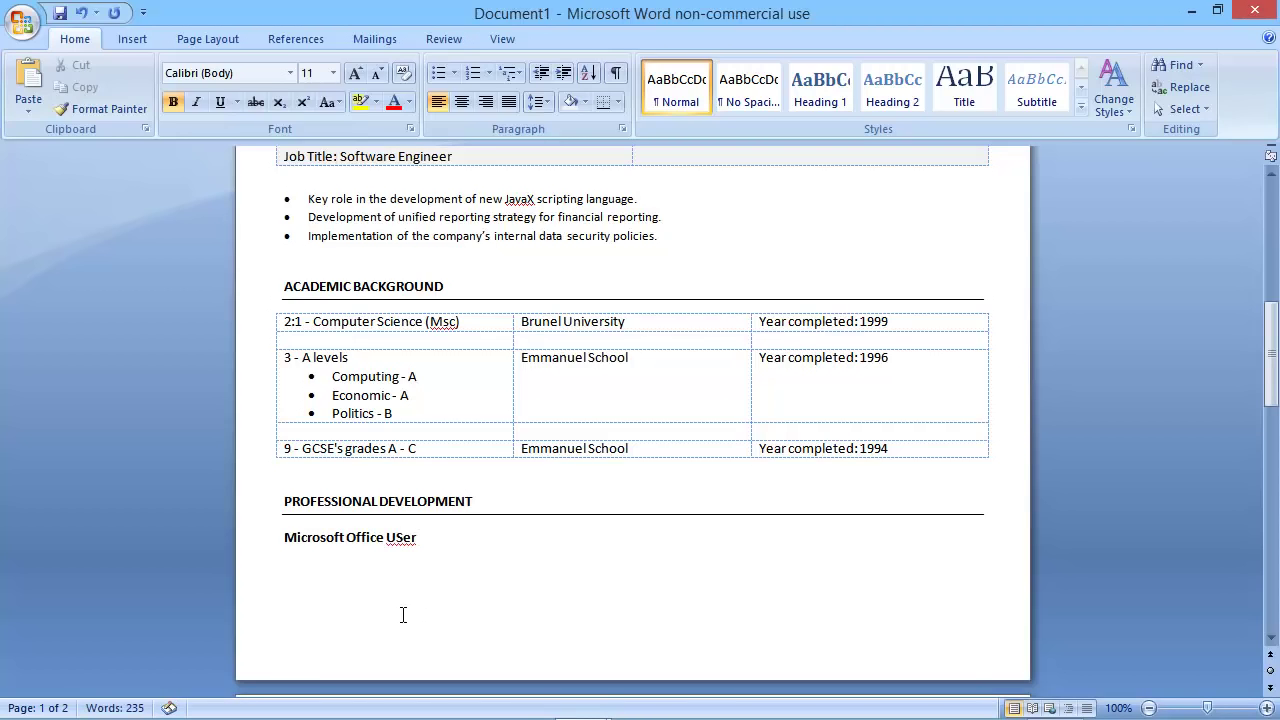 Document1 - Microsoft Word non-commercial use
Home Insert Page Layout References Mailings Review View
Paste
Cut
Copy
Format Painter
Clipboard
Calibri (Body) 11
B I U abc X₂ X² Aa A
Font
Paragraph
AaBbCcDc AaBbCcDc AaBbC AaBbCc AaB AaBbCc.
¶ Normal ¶ No Spaci... Heading 1 Heading 2 Title Subtitle
Change
Styles
Styles
Find
Replace
Select
Editing
Job Title: Software Engineer
• Key role in the development of new JavaX scripting language.
• Development of unified reporting strategy for financial reporting.
• Implementation of the company's internal data security policies.
ACADEMIC BACKGROUND
2:1 - Computer Science (Msc) Brunel University Year completed: 1999
3 - A levels Emmanuel School Year completed: 1996
• Computing - A
• Economic - A
• Politics - B
9 - GCSE's grades A - C Emmanuel School Year completed: 1994
PROFESSIONAL DEVELOPMENT
Microsoft Office USer
Page: 1 of 2 Words: 235 100%